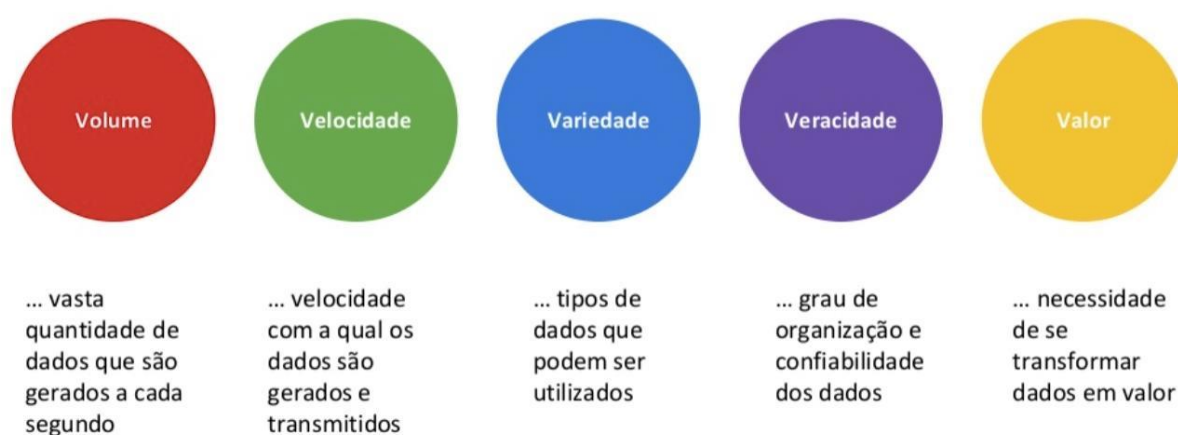 Volume
Velocidade
Variedade
Veracidade
Valor
... vasta
quantidade de
dados que são
gerados a cada
segundo
... velocidade
com a qual os
dados são
gerados e
transmitidos
... tipos de
dados que
podem ser
utilizados
... grau de
organização e
confiabilidade
dos dados
... necessidade
de se
transformar
dados em valor